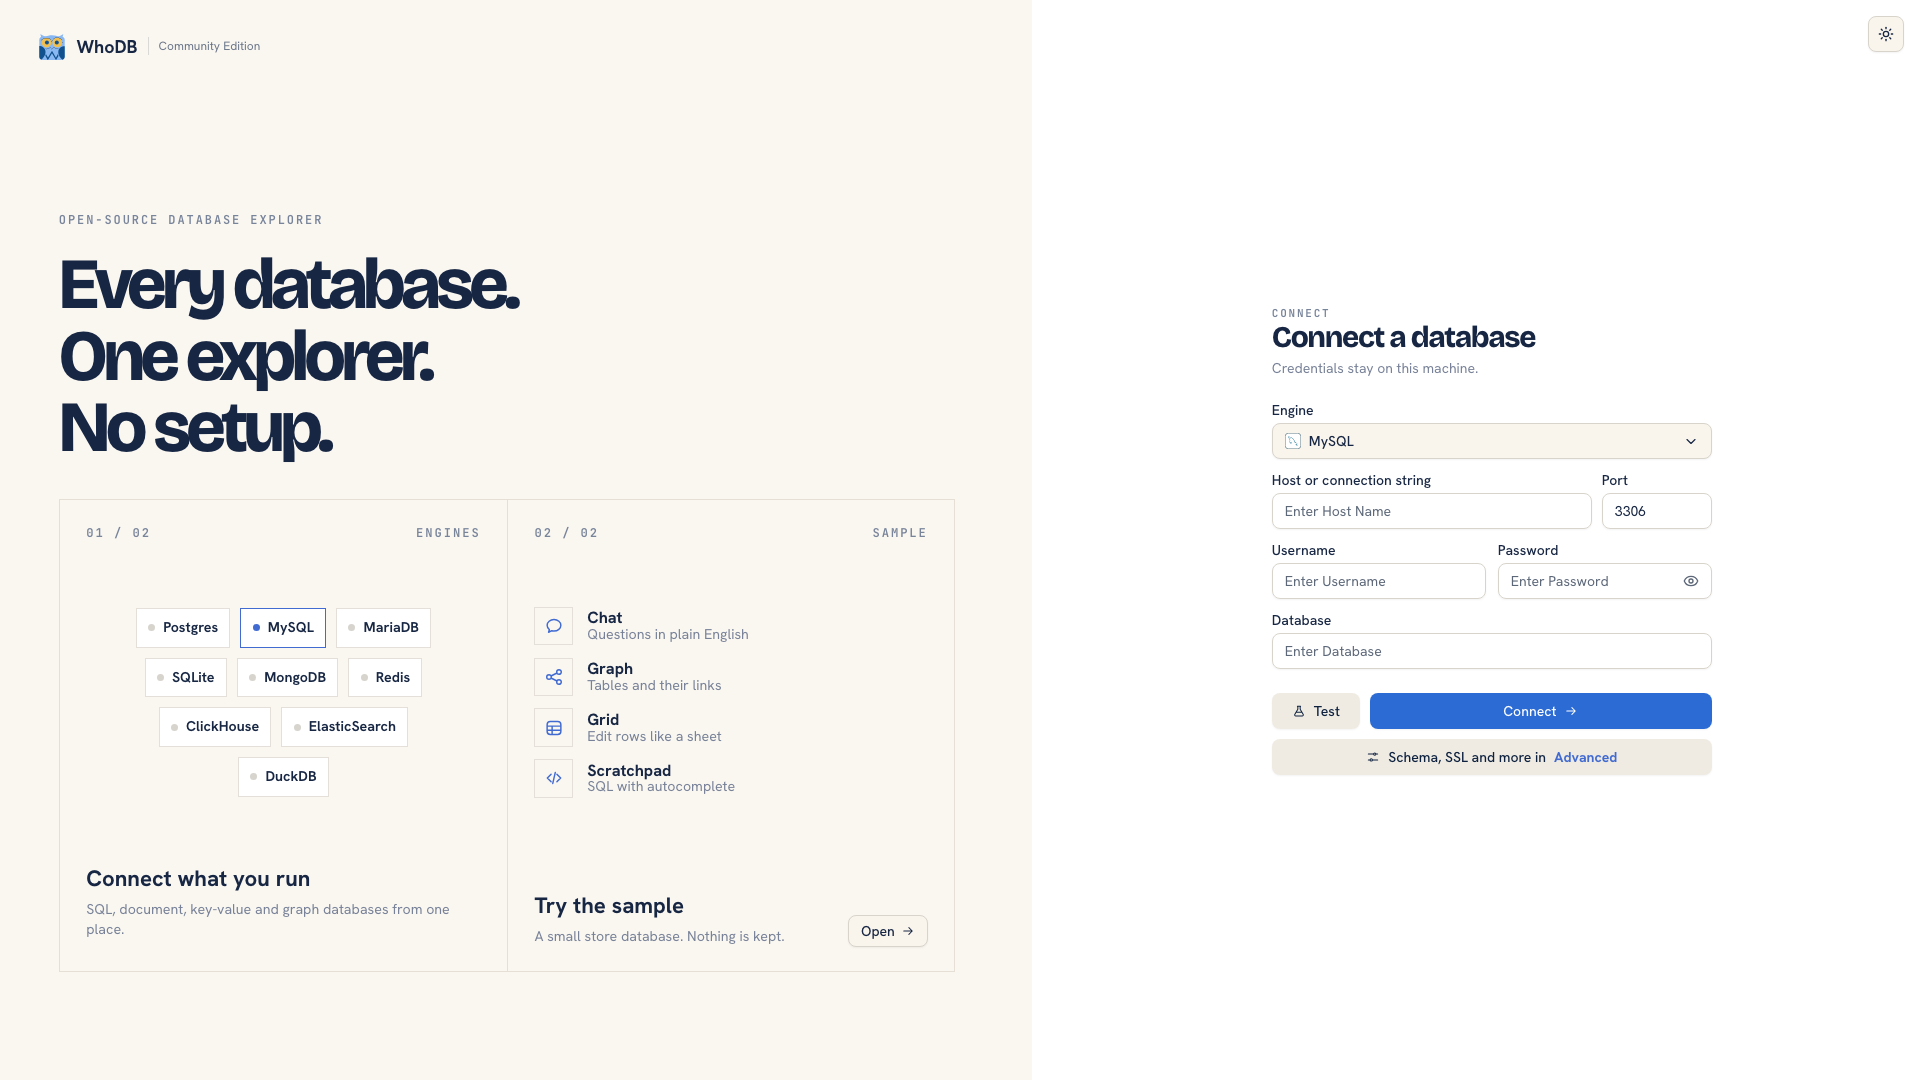 WhoDB
Community Edition
OPEN-SOURCE DATABASE EXPLORER
Every database.
One explorer.
No setup.
01 / 02
ENGINES
Postgres
MySQL
MariaDB
SQLite
MongoDB
Redis
ClickHouse
ElasticSearch
DuckDB
Connect what you run
SQL, document, key-value and graph databases from one
place.
02 / 02
SAMPLE
Chat
Questions in plain English
Graph
Tables and their links
Grid
Edit rows like a sheet
Scratchpad
SQL with autocomplete
Try the sample
A small store database. Nothing is kept.
Open
CONNECT
Connect a database
Credentials stay on this machine.
Engine
MySQL
Host or connection string
Port
Enter Host Name
3306
Username
Password
Enter Username
Enter Password
Database
Enter Database
Test
Connect
Schema, SSL and more in Advanced